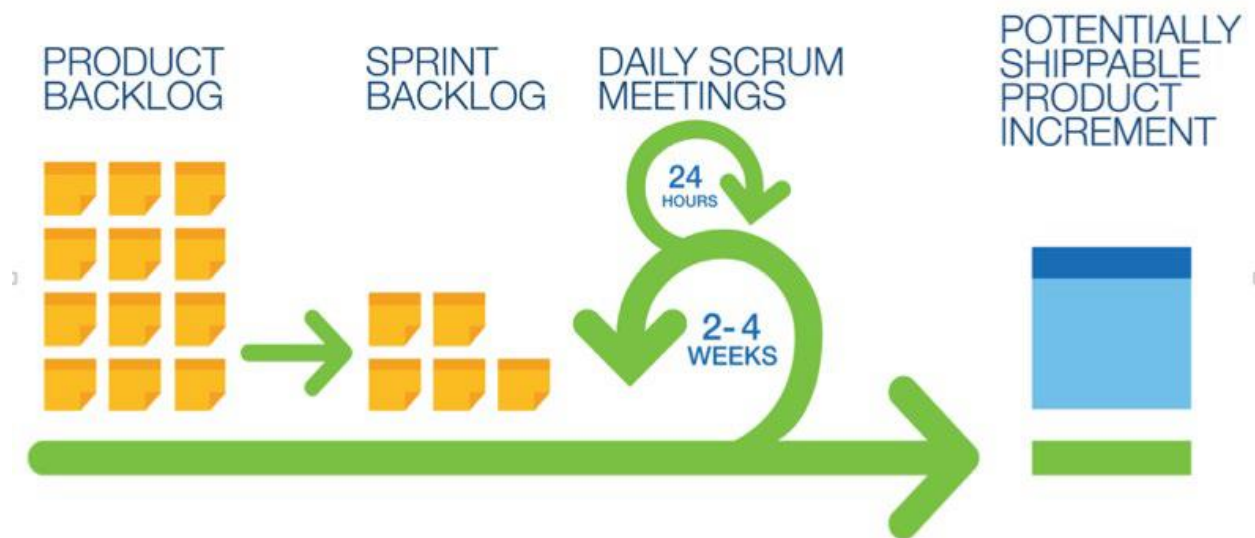 PRODUCT
BACKLOG
SPRINT
BACKLOG
DAILY SCRUM
MEETINGS
POTENTIALLY
SHIPPABLE
PRODUCT
INCREMENT
24
HOURS
2-4
WEEKS